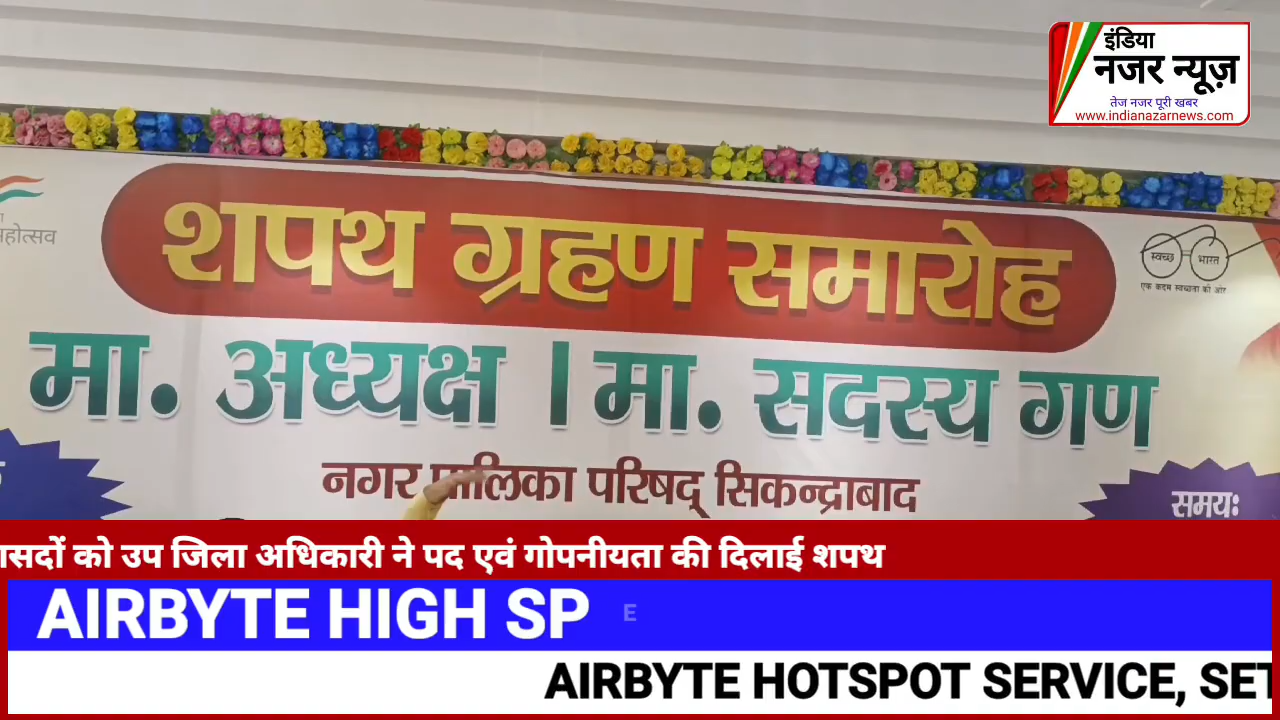 इंडिया
नजर न्यूज़
तेज नजर पूरी खबर
www.indianazarnews.com
शपथ ग्रहण समारोह
स्वच्छ भारत
एक कदम स्वच्छता की ओर
मा. अध्यक्ष । मा. सदस्य गण
नगर पालिका परिषद् सिकन्द्राबाद
समयः
को उप जिला अधिकारी ने पद एवं गोपनीयता की दिलाई शपथ
AIRBYTE HIGH SP E
AIRBYTE HOTSPOT SERVICE, SET